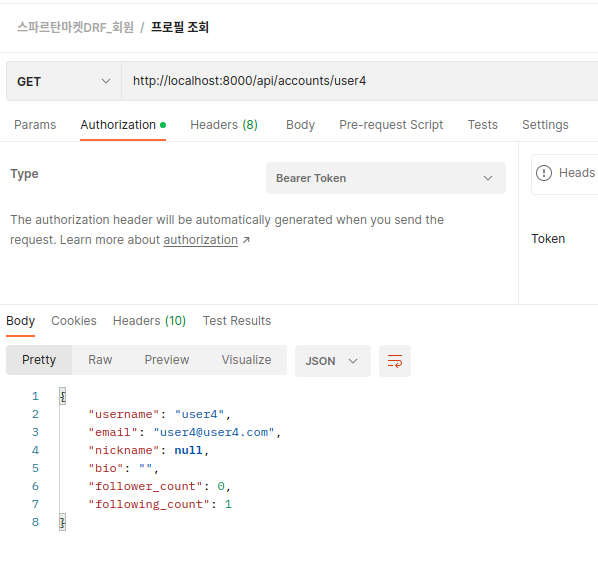 스파르탄마켓DRF_회원 / 프로필 조회
GET http://localhost:8000/api/accounts/user4
Params Authorization Headers (8) Body Pre-request Script Tests Settings
Type Bearer Token
The authorization header will be automatically generated when you send the
request. Learn more about authorization ↗
Heads
Token
Body Cookies Headers (10) Test Results
Pretty Raw Preview Visualize JSON
1 {
2 "username": "user4",
3 "email": "user4@user4.com",
4 "nickname": null,
5 "bio": "",
6 "follower_count": 0,
7 "following_count": 1
8 }